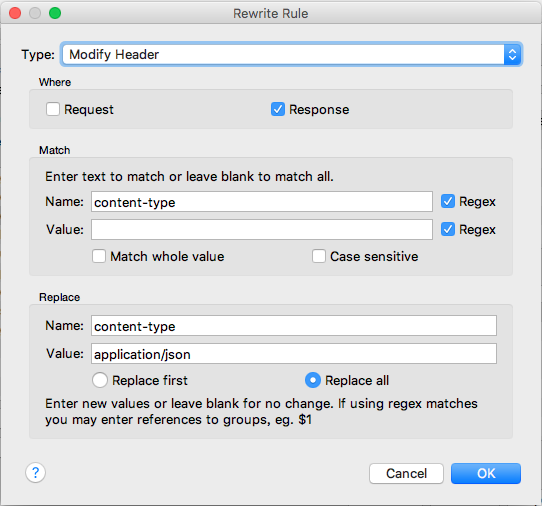 Rewrite Rule
Type: Modify Header
Where
Request Response
Match
Enter text to match or leave blank to match all.
Name: content-type Regex
Value: Regex
Match whole value Case sensitive
Replace
Name: content-type
Value: application/json
Replace first Replace all
Enter new values or leave blank for no change. If using regex matches
you may enter references to groups, eg. $1
? Cancel OK